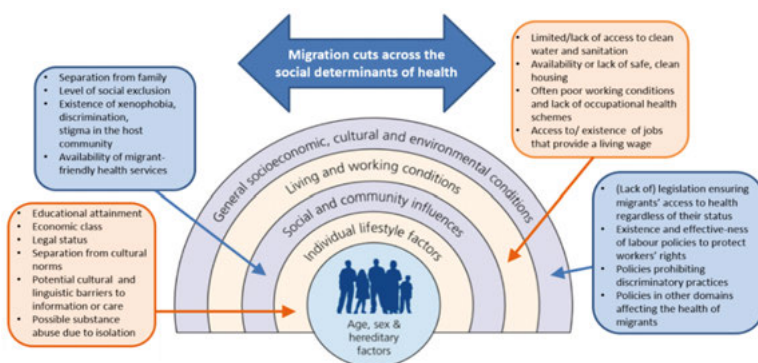 Migration cuts across the
social determinants of health
• Separation from family
• Level of social exclusion
• Existence of xenophobia,
discrimination,
stigma in the host
community
• Availability of migrant-
friendly health services
• Limited/lack of access to clean
water and sanitation
• Availability or lack of safe, clean
housing
• Often poor working conditions
and lack of occupational health
schemes
• Access to/ existence of jobs
that provide a living wage
General socioeconomic, cultural and environmental conditions
Living and working conditions
Social and community influences
Individual lifestyle factors
Age, sex &
hereditary
factors
• Educational attainment
• Economic class
• Legal status
• Separation from cultural
norms
• Potential cultural and
linguistic barriers to
information or care
• Possible substance
abuse due to isolation
• (Lack of) legislation ensuring
migrants' access to health
regardless of their status
• Existence and effective-ness
of labour policies to protect
workers' rights
• Policies prohibiting
discriminatory practices
• Policies in other domains
affecting the health of
migrants